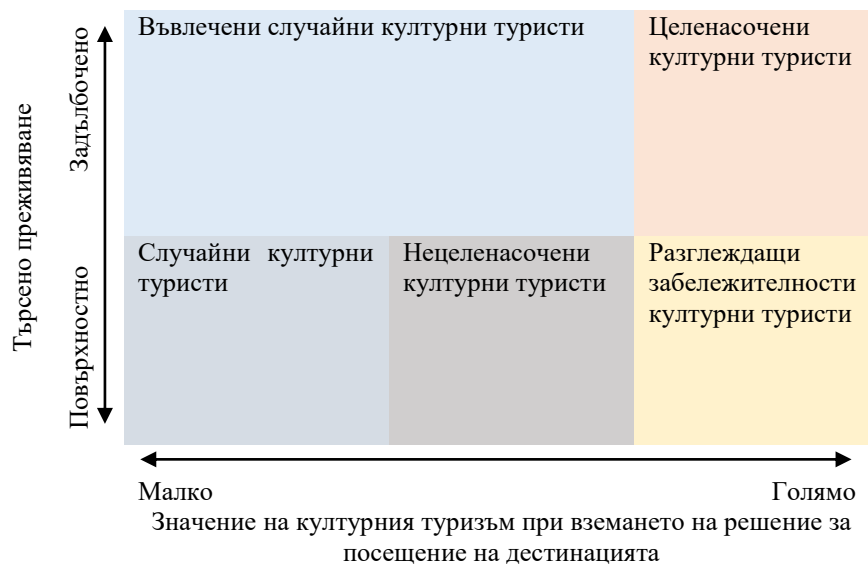 Въвлечени случайни културни туристи
Целенасочени
културни туристи
Задълбочено
Търсено преживяване
Повърхностно
Случайни културни
туристи
Нецеленасочени
културни туристи
Разглеждащи
забележителности
културни туристи
Малко
Голямо
Значение на културния туризъм при вземането на решение за
посещение на дестинацията